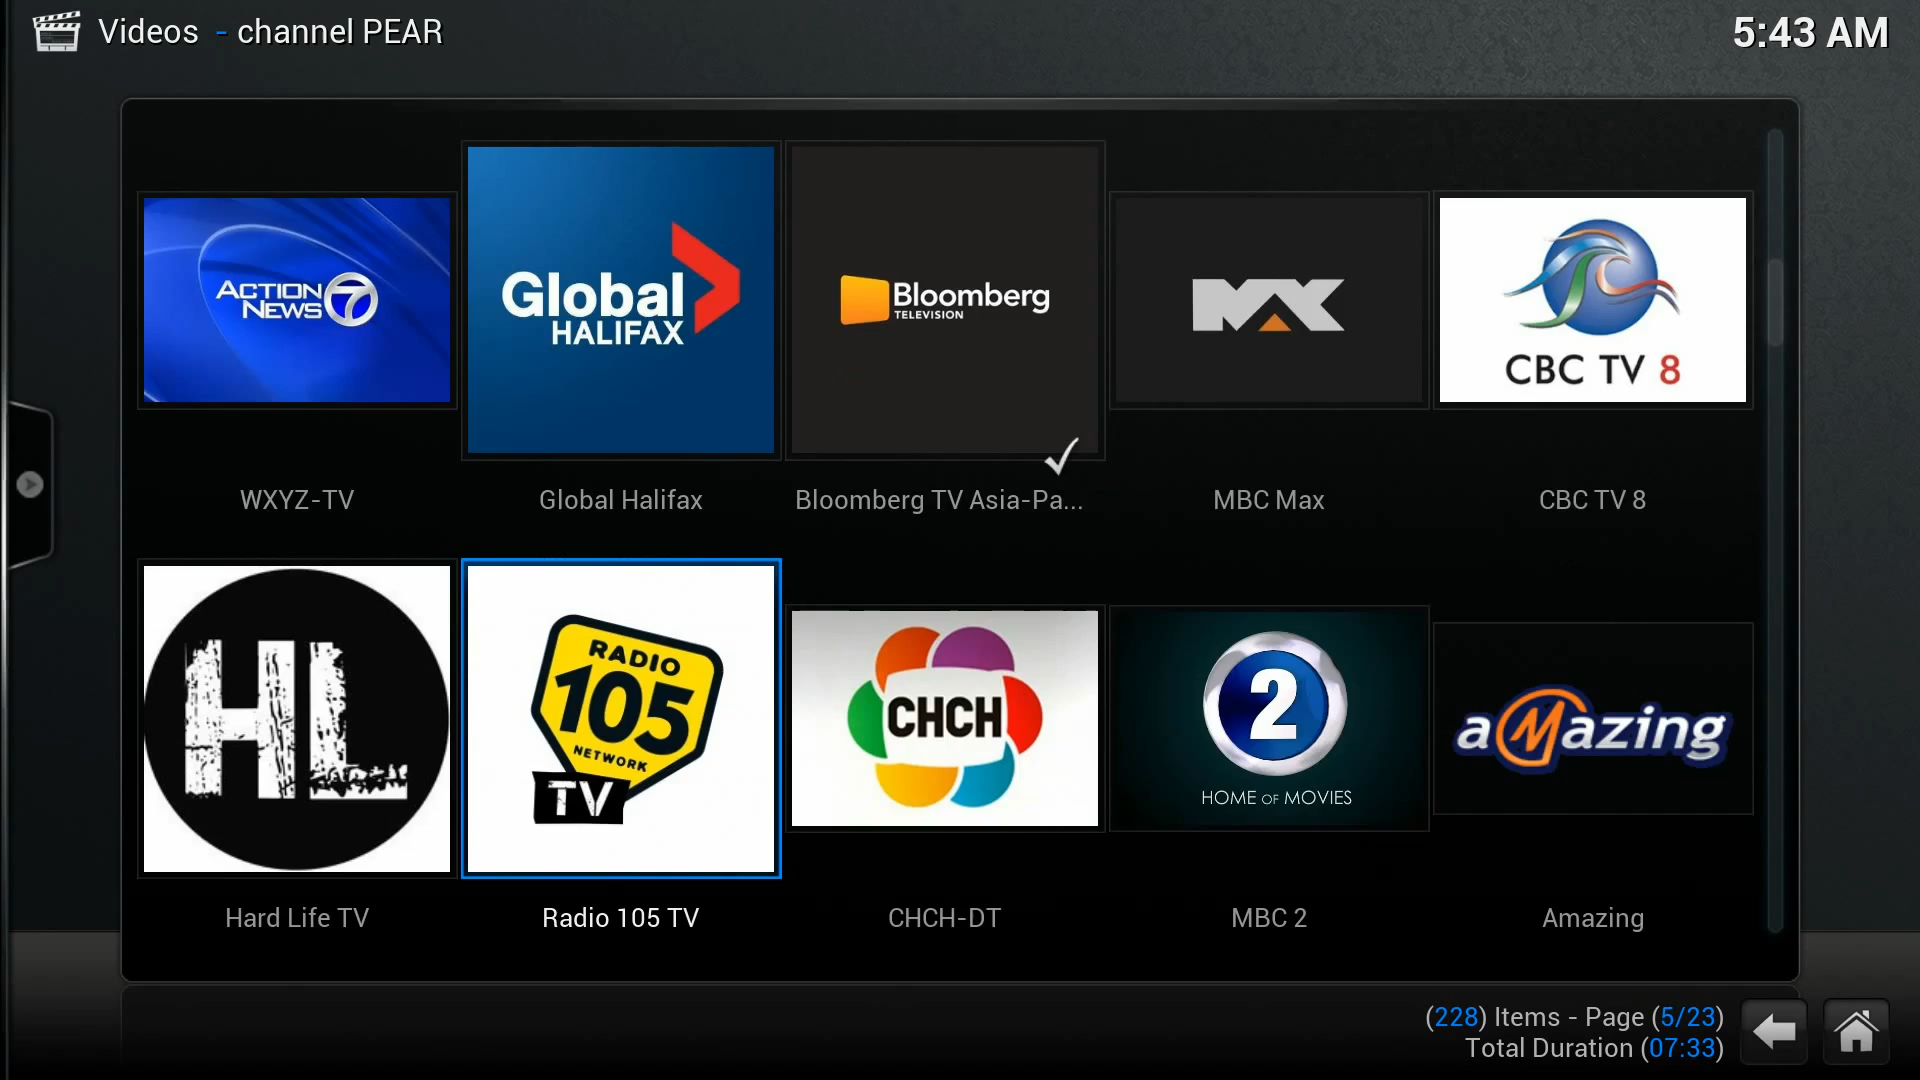 Videos - channel PEAR
5:43 AM
ACTION
NEWS 7
Global
HALIFAX
Bloomberg
TELEVISION
MAX
CBC TV 8
WXYZ-TV
Global Halifax
Bloomberg TV Asia-Pa...
MBC Max
CBC TV 8
HL
RADIO
105
NETWORK
TV
CHCH
2
HOME OF MOVIES
aMazing
Hard Life TV
Radio 105 TV
CHCH-DT
MBC 2
Amazing
(228) Items - Page (5/23)
Total Duration (07:33)